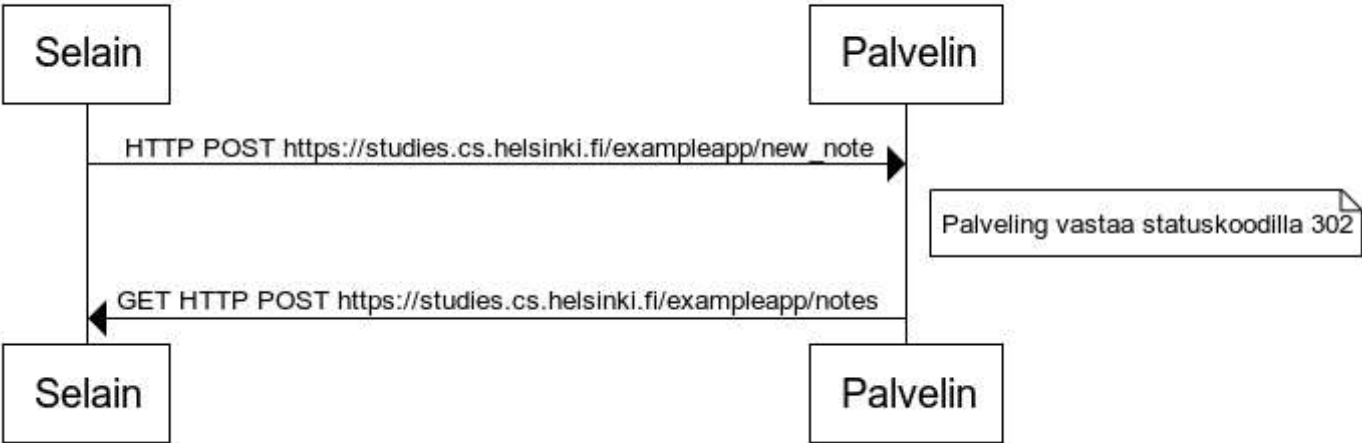 Selain
Palvelin
HTTP POST https://studies.cs.helsinki.fi/exampleapp/new_note
Palveling vastaa statuskoodilla 302
GET HTTP POST https://studies.cs.helsinki.fi/exampleapp/notes
Selain
Palvelin